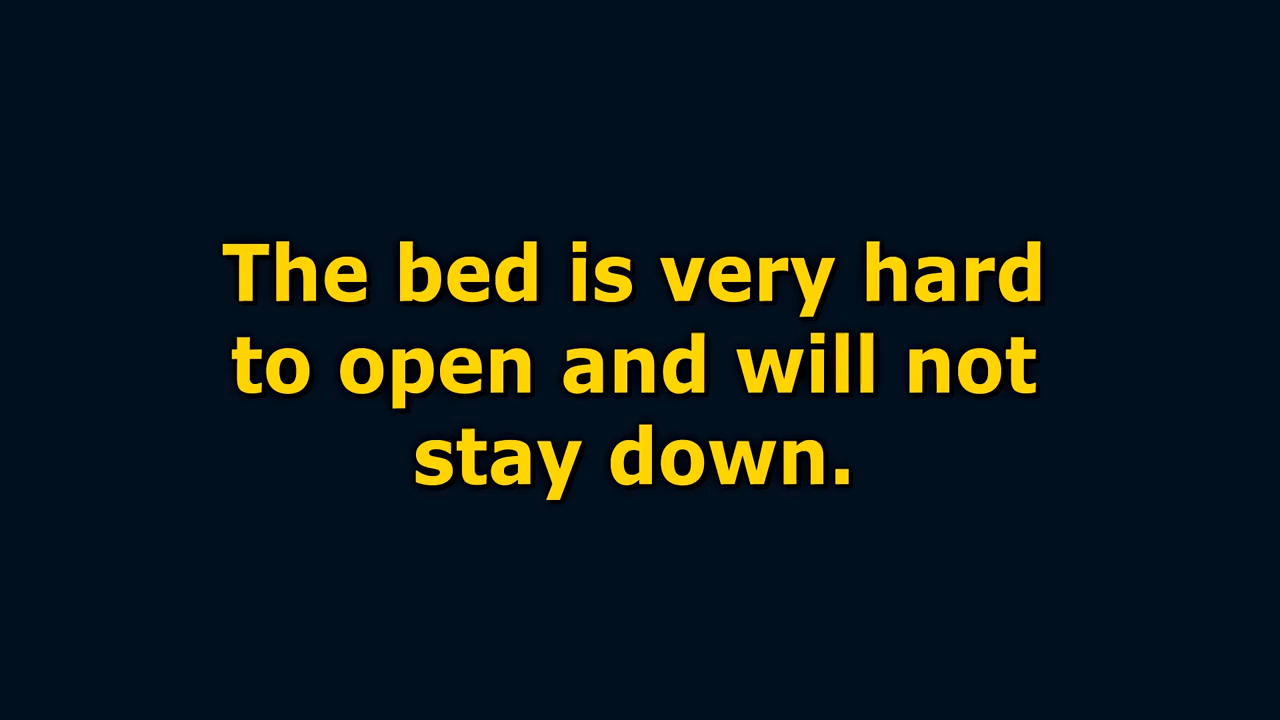 The bed is very hard
to open and will not
stay down.